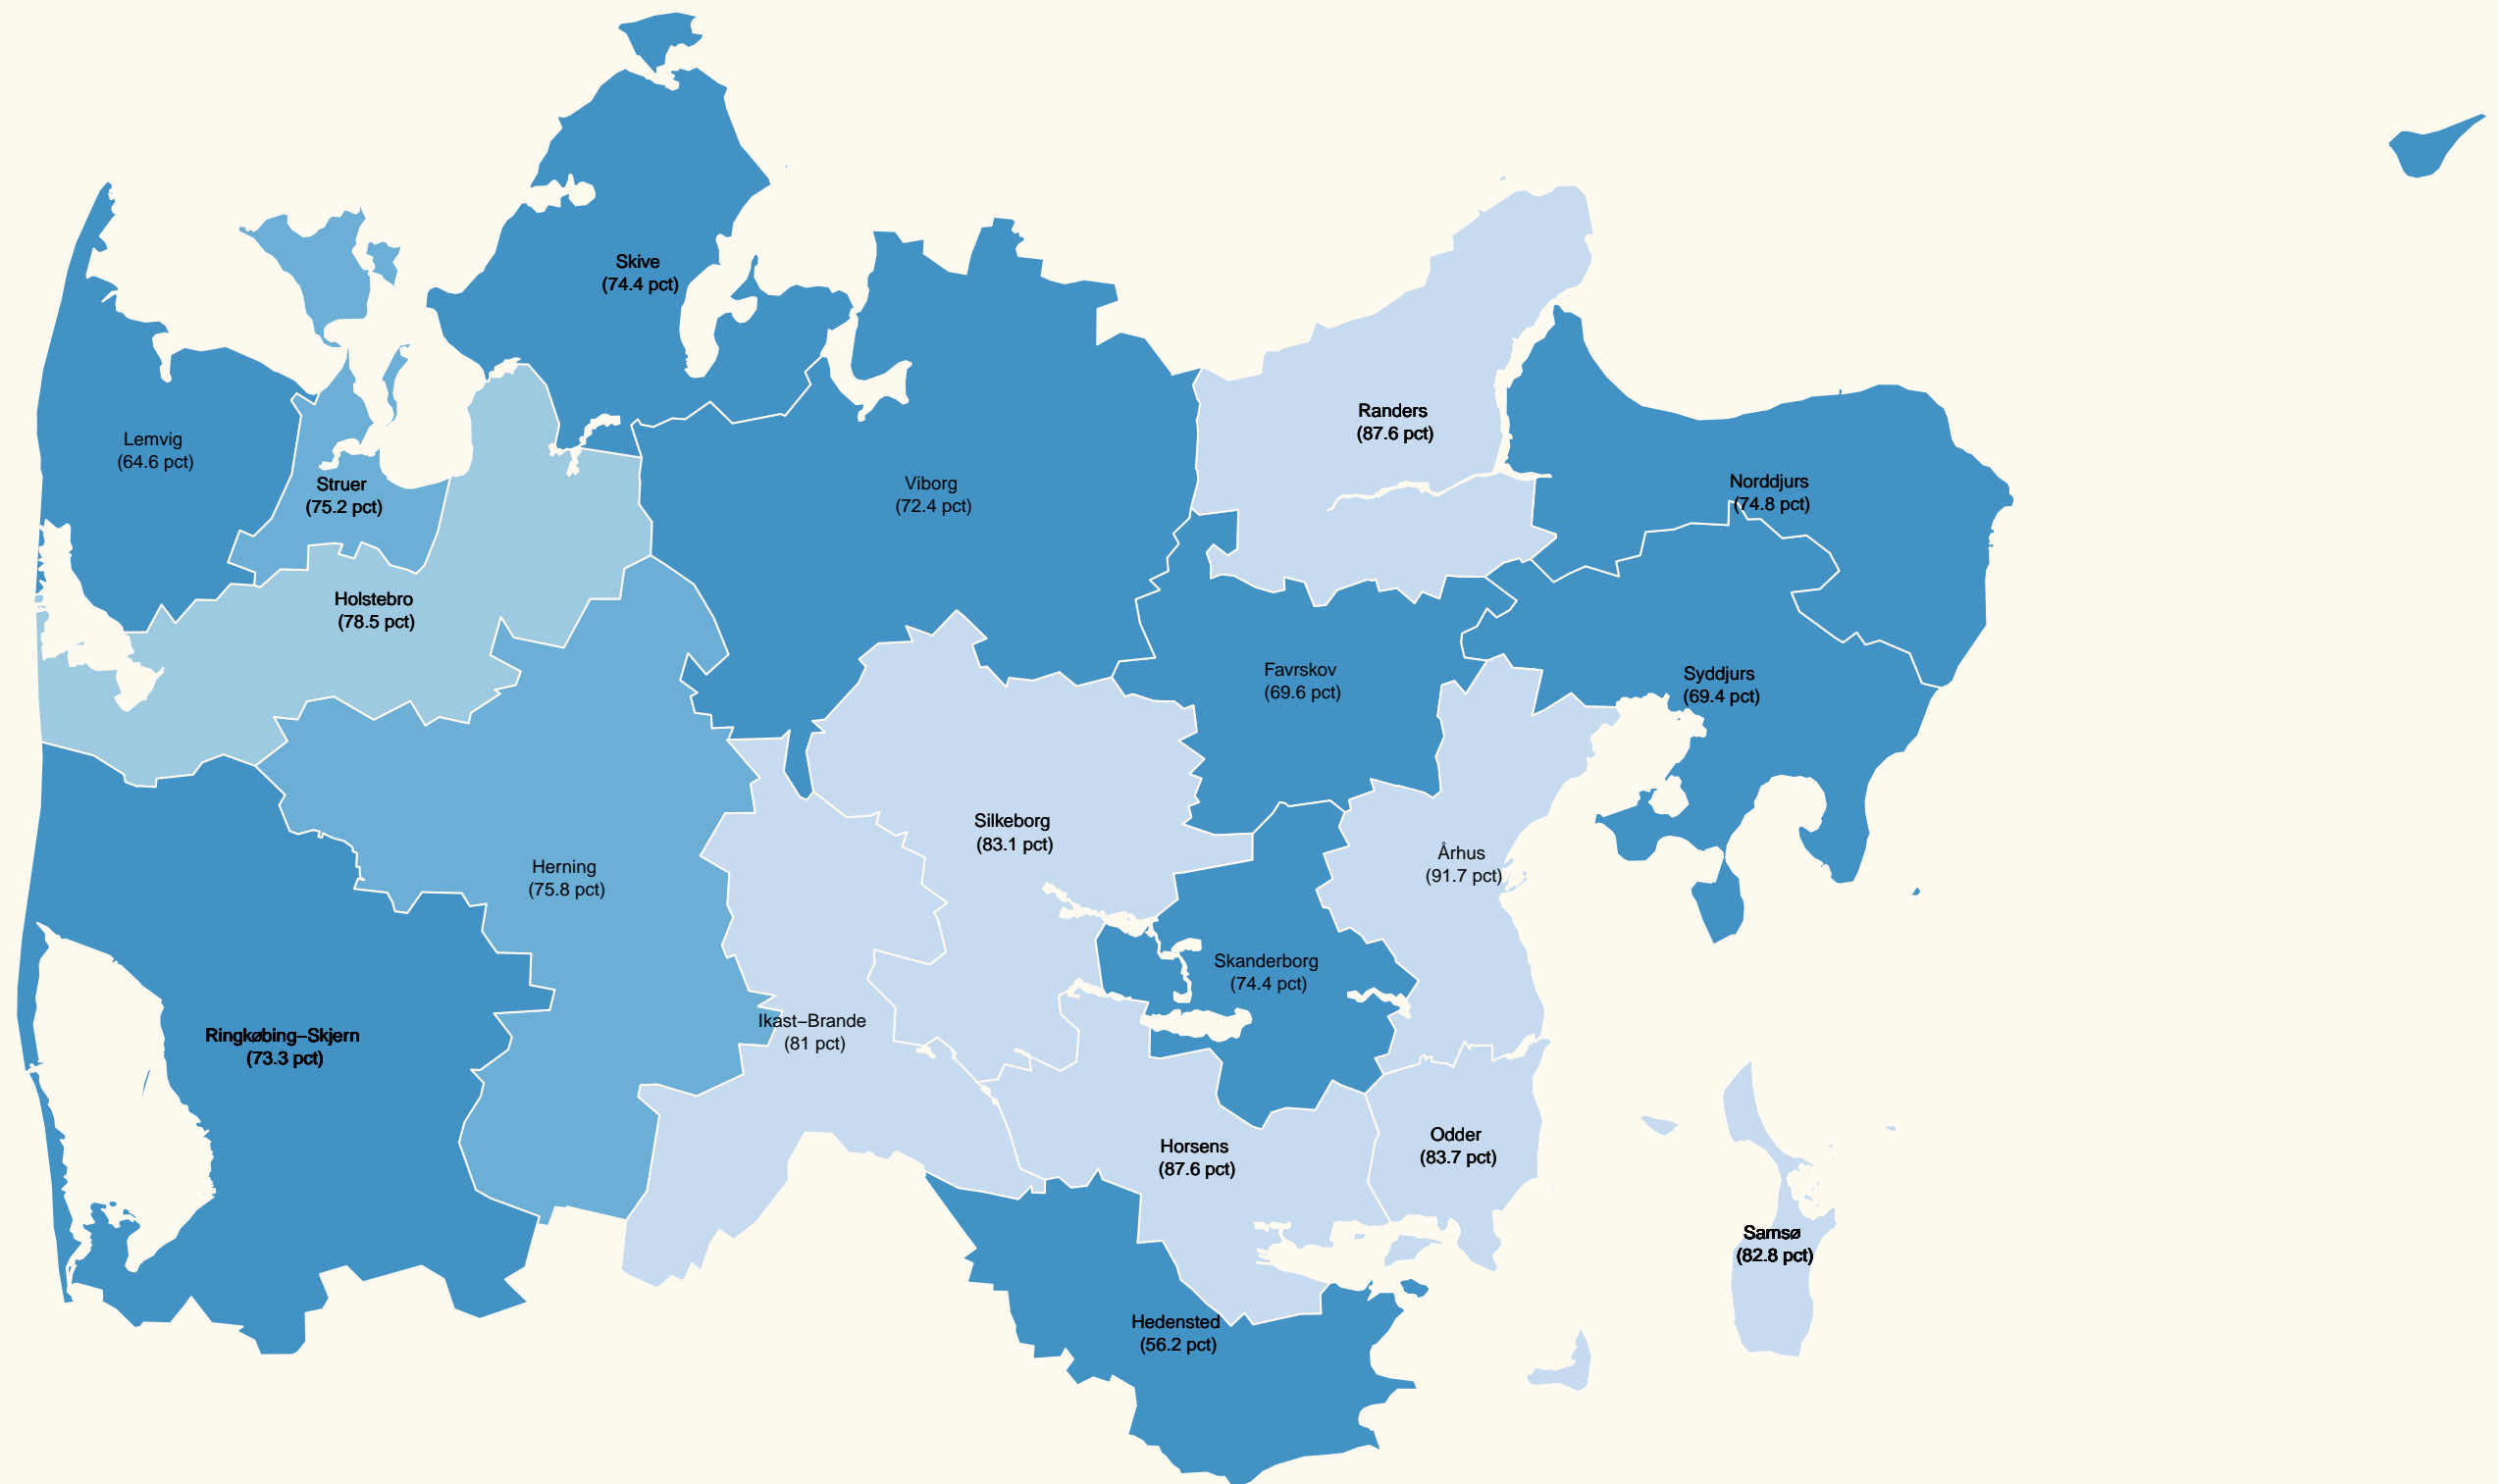 Skive
(74.4 pct)
Randers
(87.6 pct)
Lemvig
(64.6 pct)
Struer
(75.2 pct)
Viborg
(72.4 pct)
Norddjurs
(74.8 pct)
Holstebro
(78.5 pct)
Favrskov
(69.6 pct)
Syddjurs
(69.4 pct)
Silkeborg
(83.1 pct)
Herning
(75.8 pct)
Århus
(91.7 pct)
Skanderborg
(74.4 pct)
Ikast−Brande
(81 pct)
Ringkøbing−Skjern
(73.3 pct)
Horsens
(87.6 pct)
Odder
(83.7 pct)
Samsø
(82.8 pct)
Hedensted
(56.2 pct)